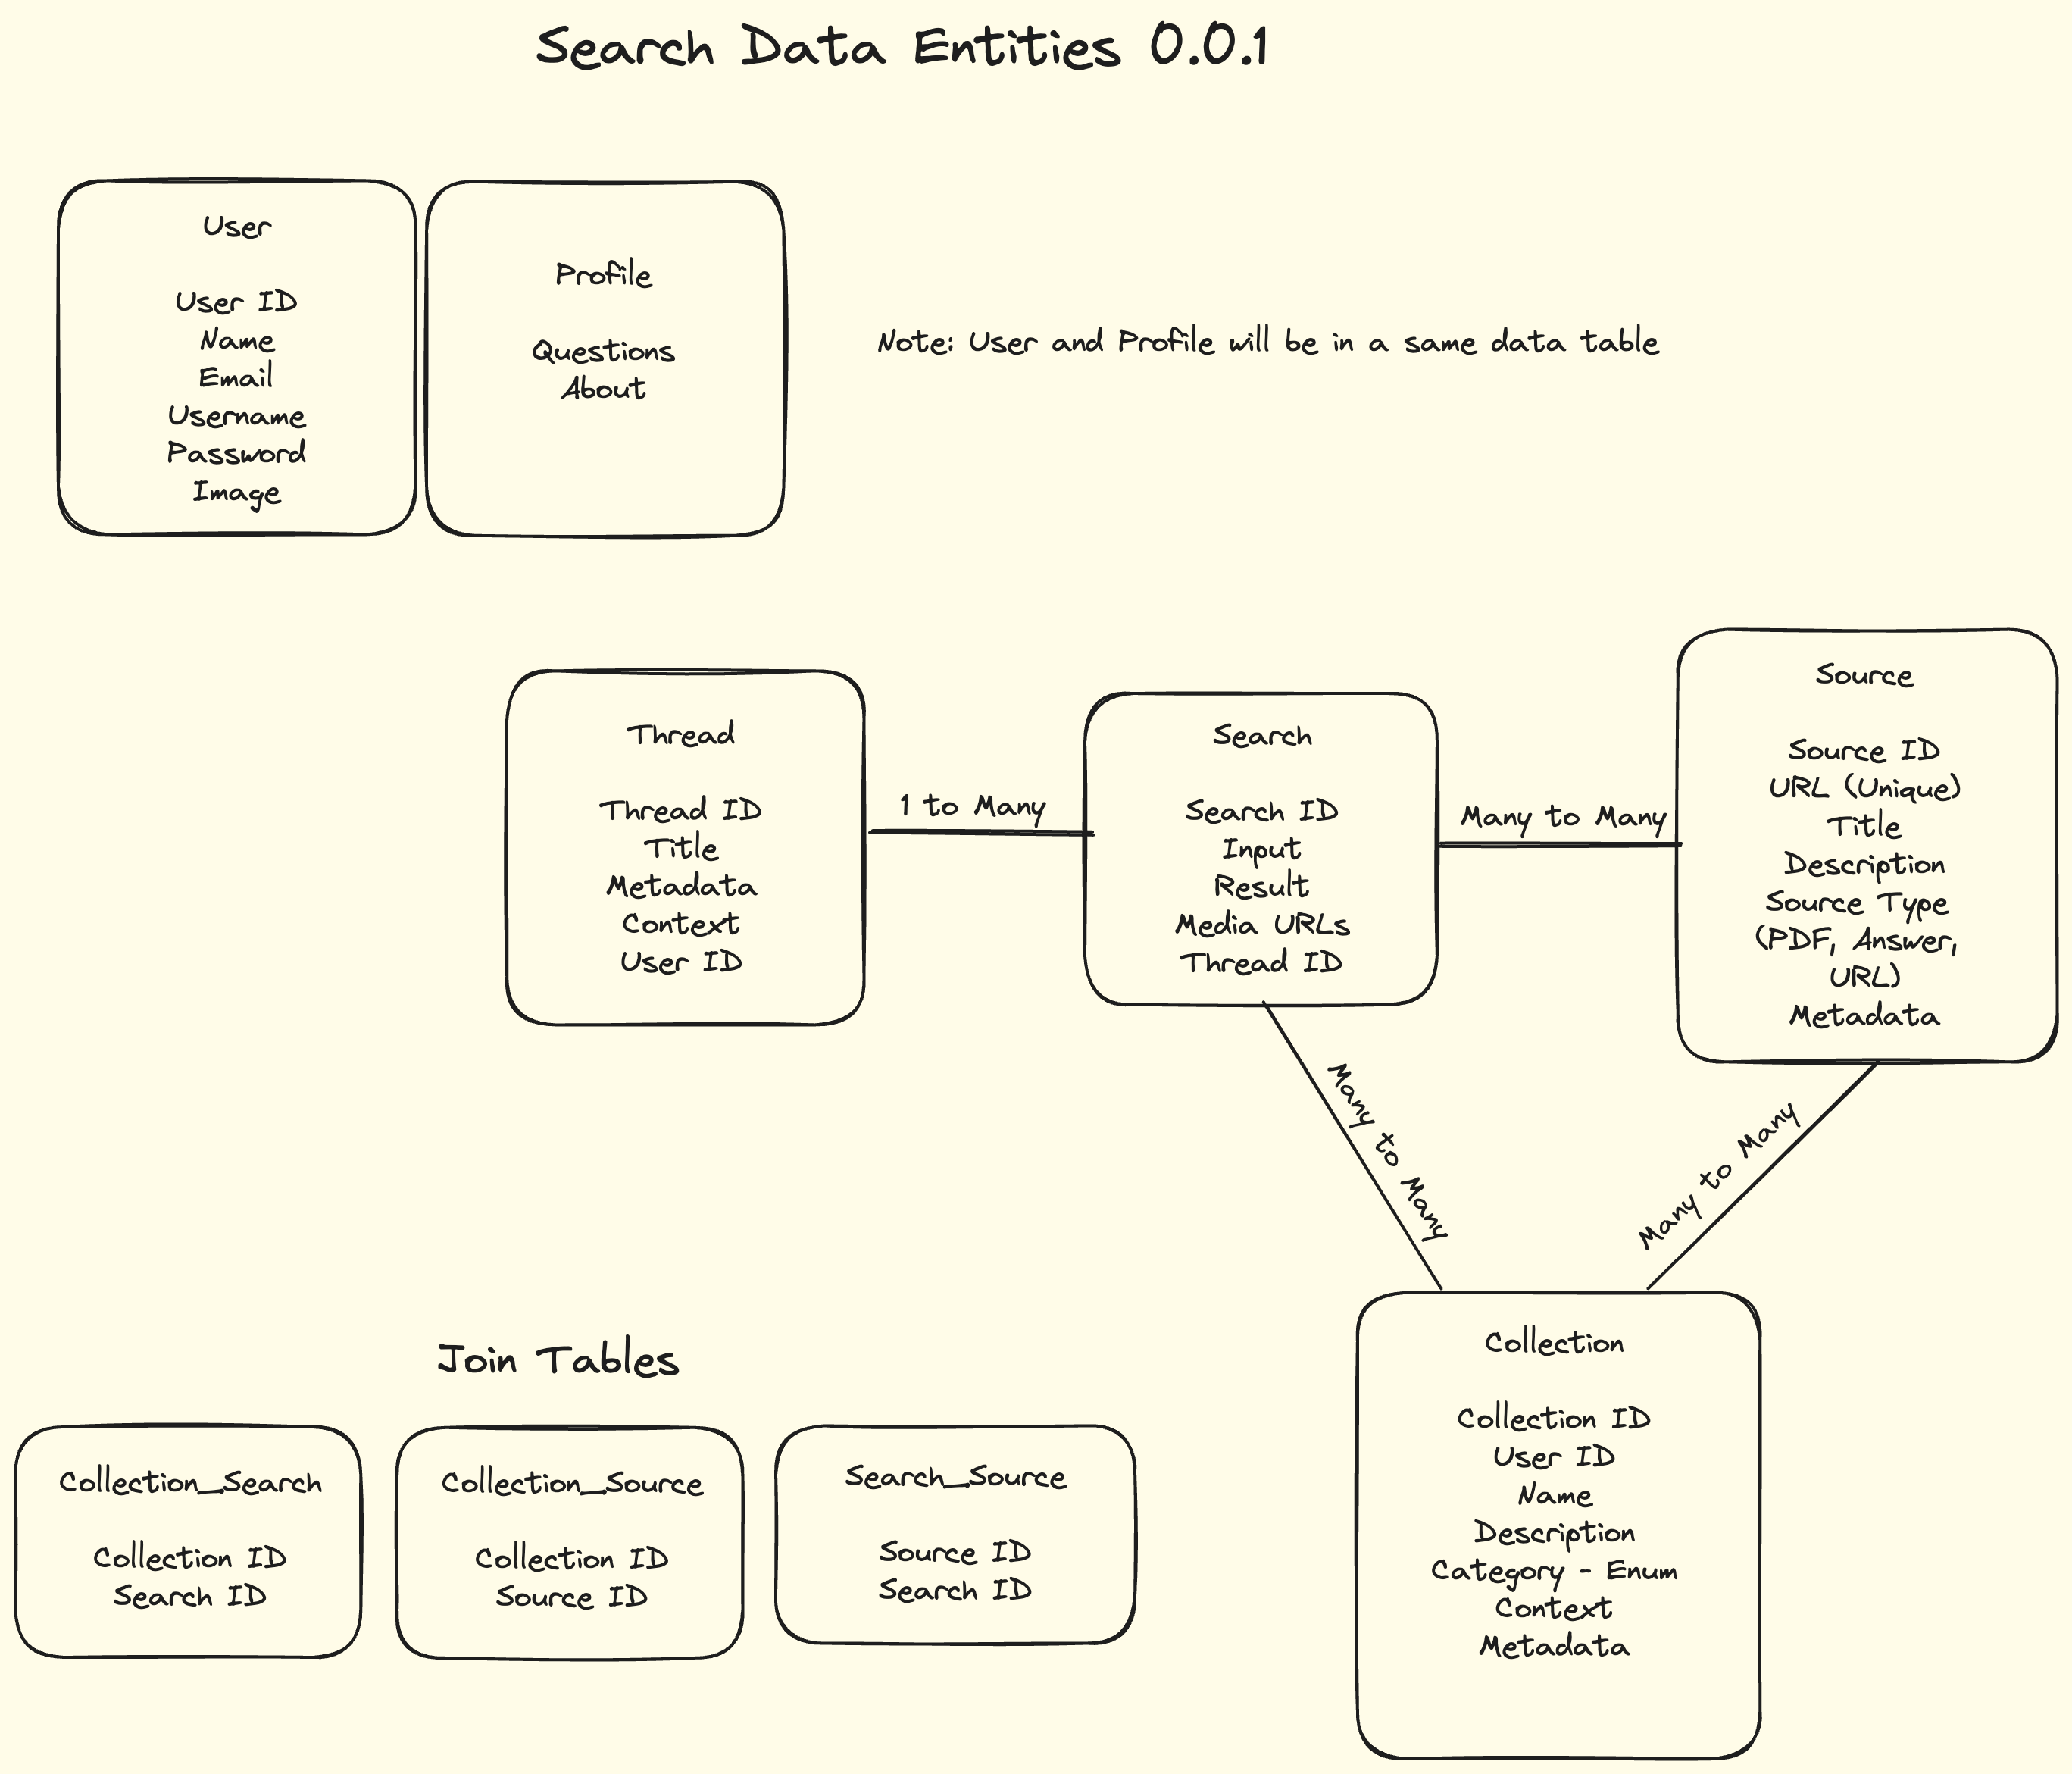 Search Data Entities 0.0.1
User
User ID
Name
Email
Username
Password
Image
Profile
Questions
About
Note: User and Profile will be in a same data table
Thread
Thread ID
Title
Metadata
Context
User ID
1 to Many
Search
Search ID
Input
Result
Media URLs
Thread ID
Many to Many
Source
Source ID
URL (Unique)
Title
Description
Source Type
(PDF, Answer,
URL)
Metadata
Many to Many
Many to Many
Collection
Collection ID
User ID
Name
Description
Category - Enum
Context
Metadata
Join Tables
Collection_Search
Collection ID
Search ID
Collection_Source
Collection ID
Source ID
Search_Source
Source ID
Search ID